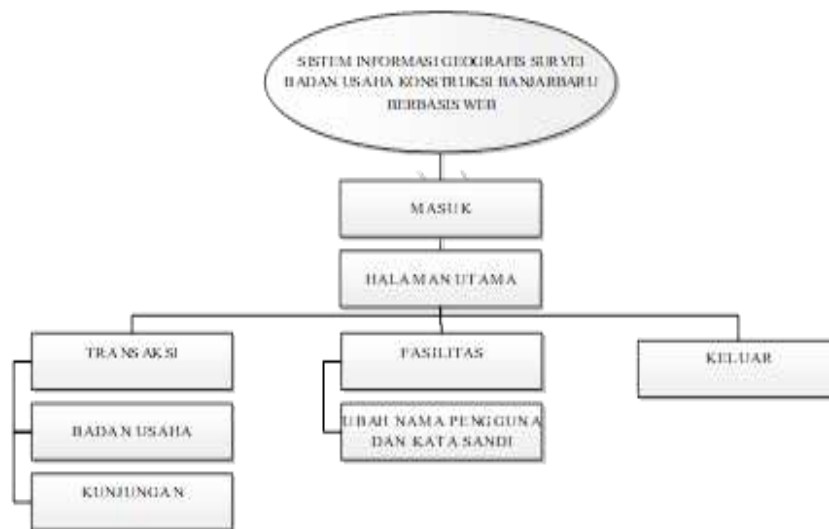 SISTEM INFORMASI GEOGRAFIS SURVEI
BADAN USAHA KONSTRUKSI BANJARBARU
BERBASIS WEB
MASUK
HALAMAN UTAMA
TRANSAKSI
FASILITAS
KELUAR
BADAN USAHA
UBAH NAMA PENGGUNA
DAN KATA SANDI
KUNJUNGAN